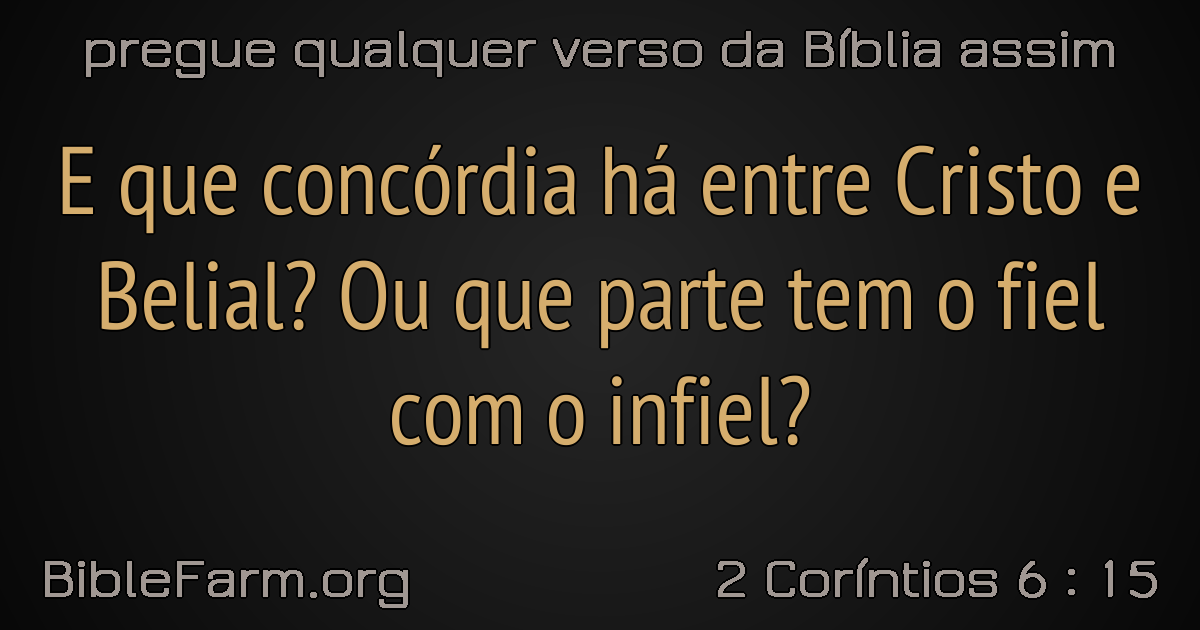 pregue qualquer verso da Bíblia assim
E que concórdia há entre Cristo e
Belial? Ou que parte tem o fiel
com o infiel?
BibleFarm.org
2 Coríntios 6 : 15